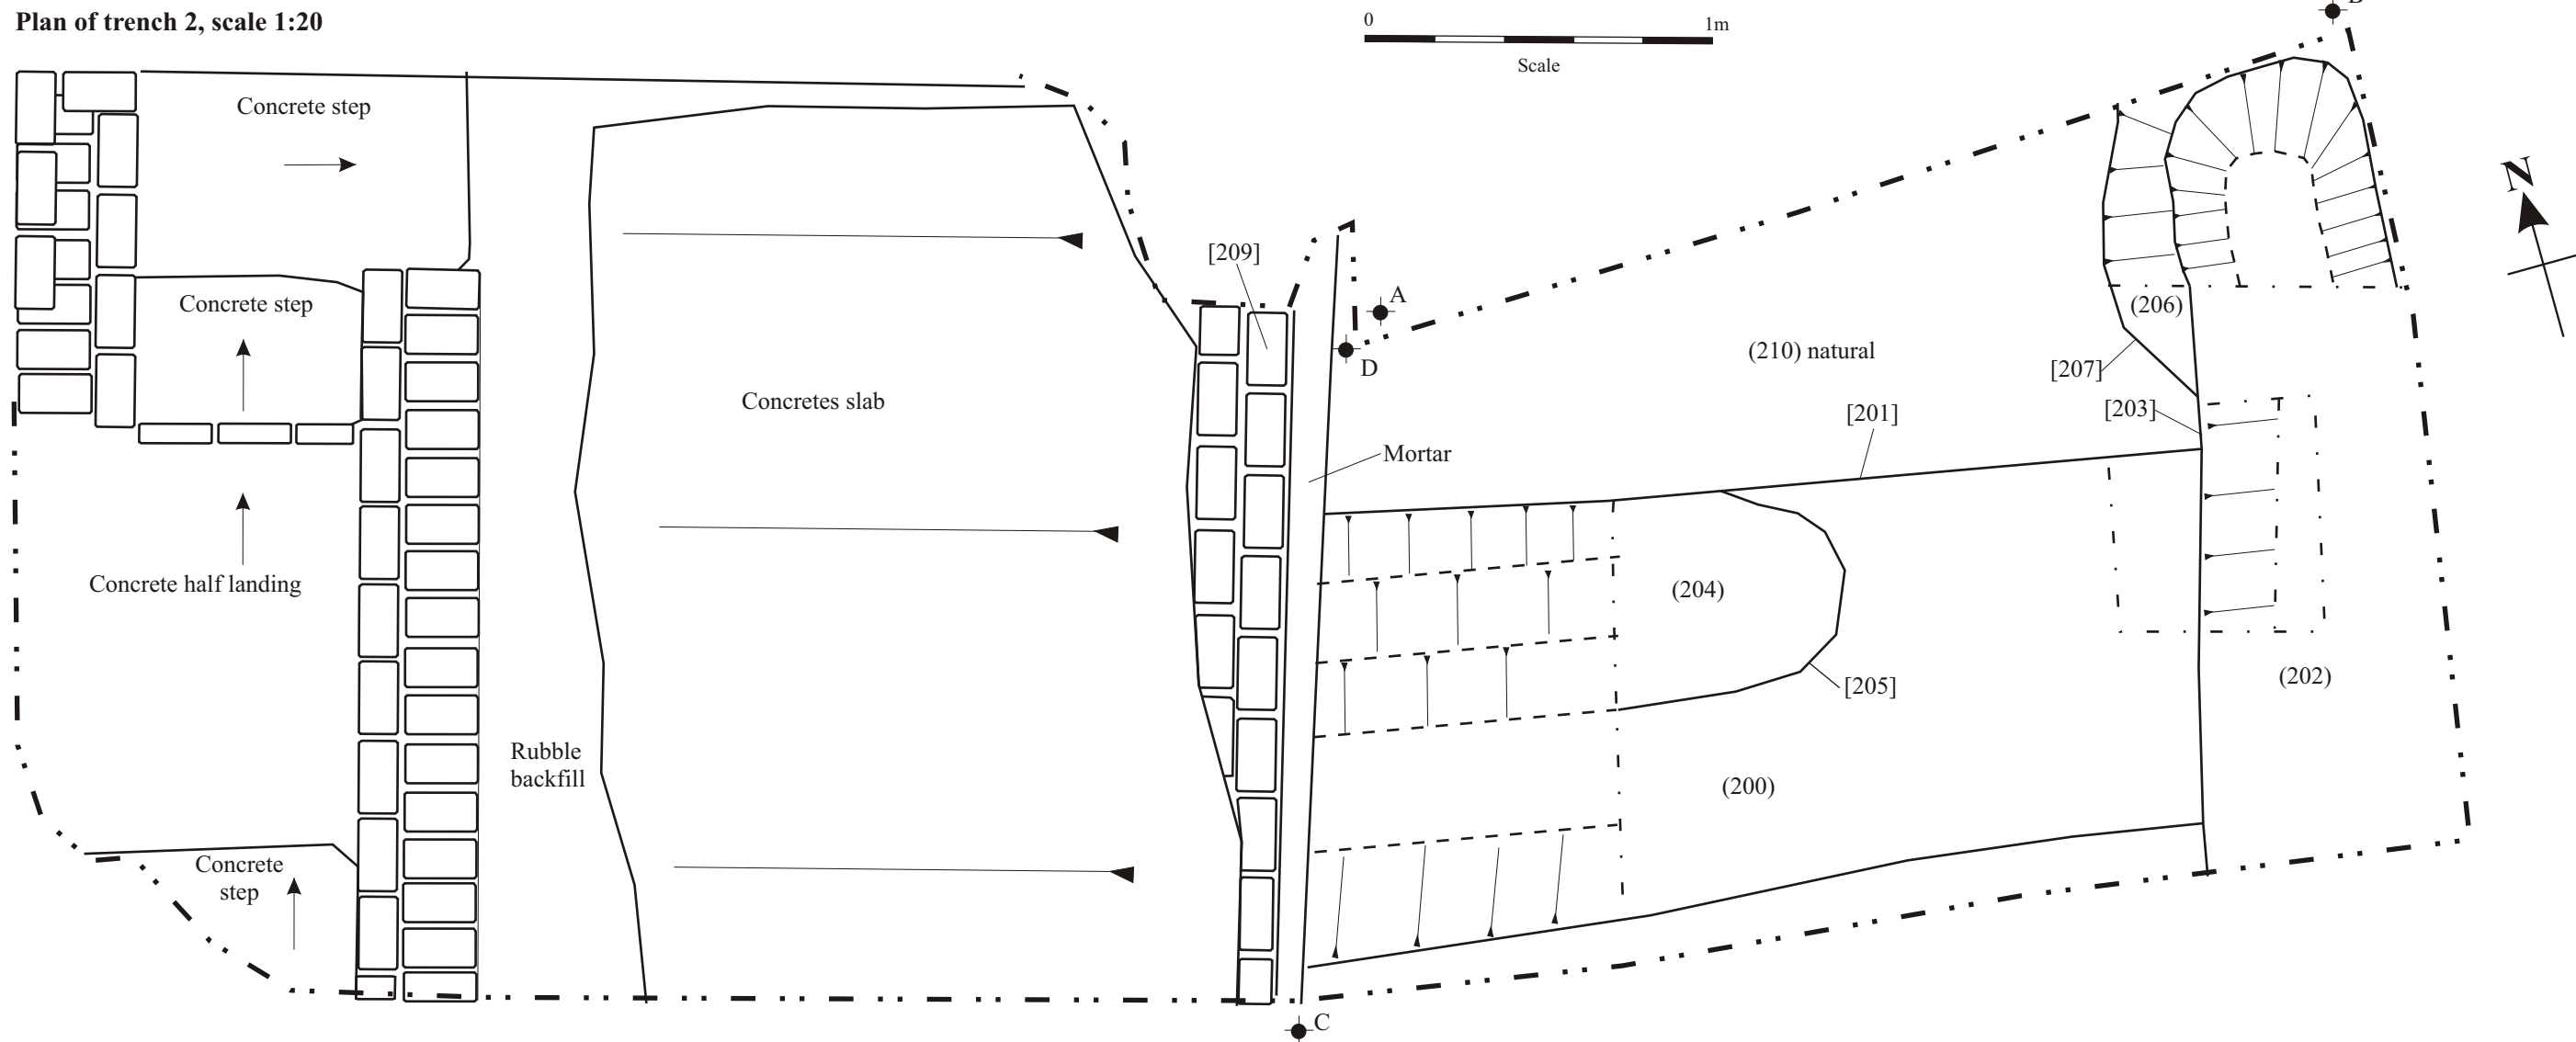 Plan of trench 2, scale 1:20
0 1m
Scale
Concrete step
N
[209]
A
Concrete step
(206)
(210) natural
D
[207]
Concretes slab
[201]
[203]
Mortar
Concrete half landing
(204)
(202)
[205]
Rubble
backfill
(200)
Concrete
step
C